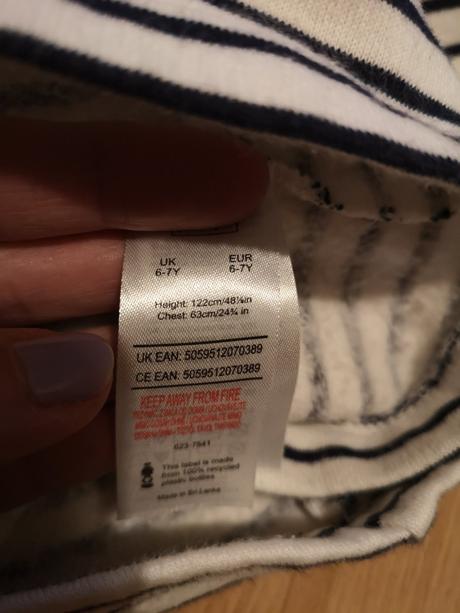 UK EUR
6-7Y 6-7Y
Height: 122cm/48⅛in
Chest: 63cm/24¾ in
UK EAN: 5059512070389
CE EAN: 5059512070389
KEEP AWAY FROM FIRE
623-7841
This label is made
from 100% recycled
plastic bottles
Made in Sri Lanka